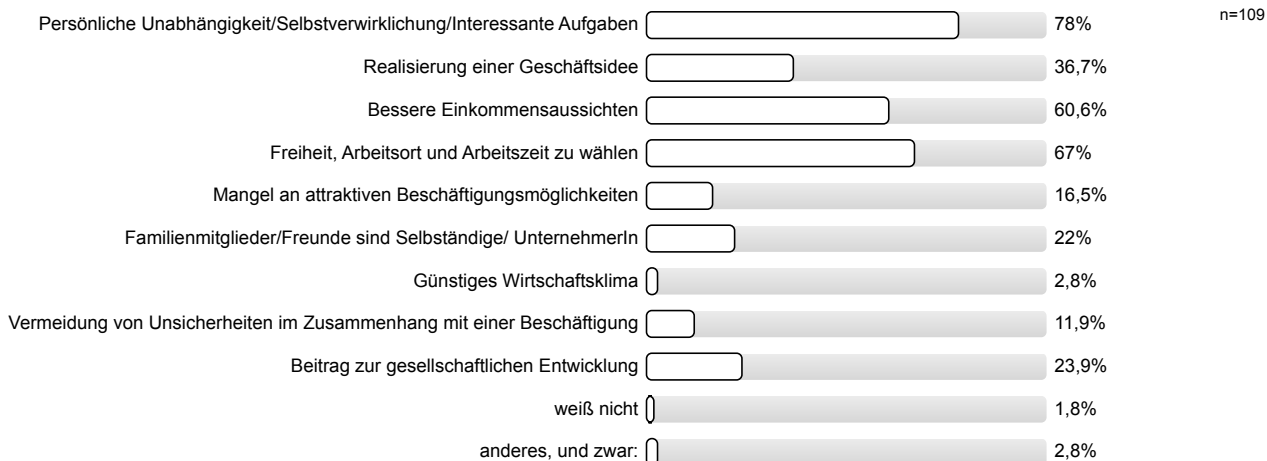 Persönliche Unabhängigkeit/Selbstverwirklichung/Interessante Aufgaben 78% n=109
Realisierung einer Geschäftsidee 36,7%
Bessere Einkommensaussichten 60,6%
Freiheit, Arbeitsort und Arbeitszeit zu wählen 67%
Mangel an attraktiven Beschäftigungsmöglichkeiten 16,5%
Familienmitglieder/Freunde sind Selbständige/ UnternehmerIn 22%
Günstiges Wirtschaftsklima 2,8%
Vermeidung von Unsicherheiten im Zusammenhang mit einer Beschäftigung 11,9%
Beitrag zur gesellschaftlichen Entwicklung 23,9%
weiß nicht 1,8%
anderes, und zwar: 2,8%